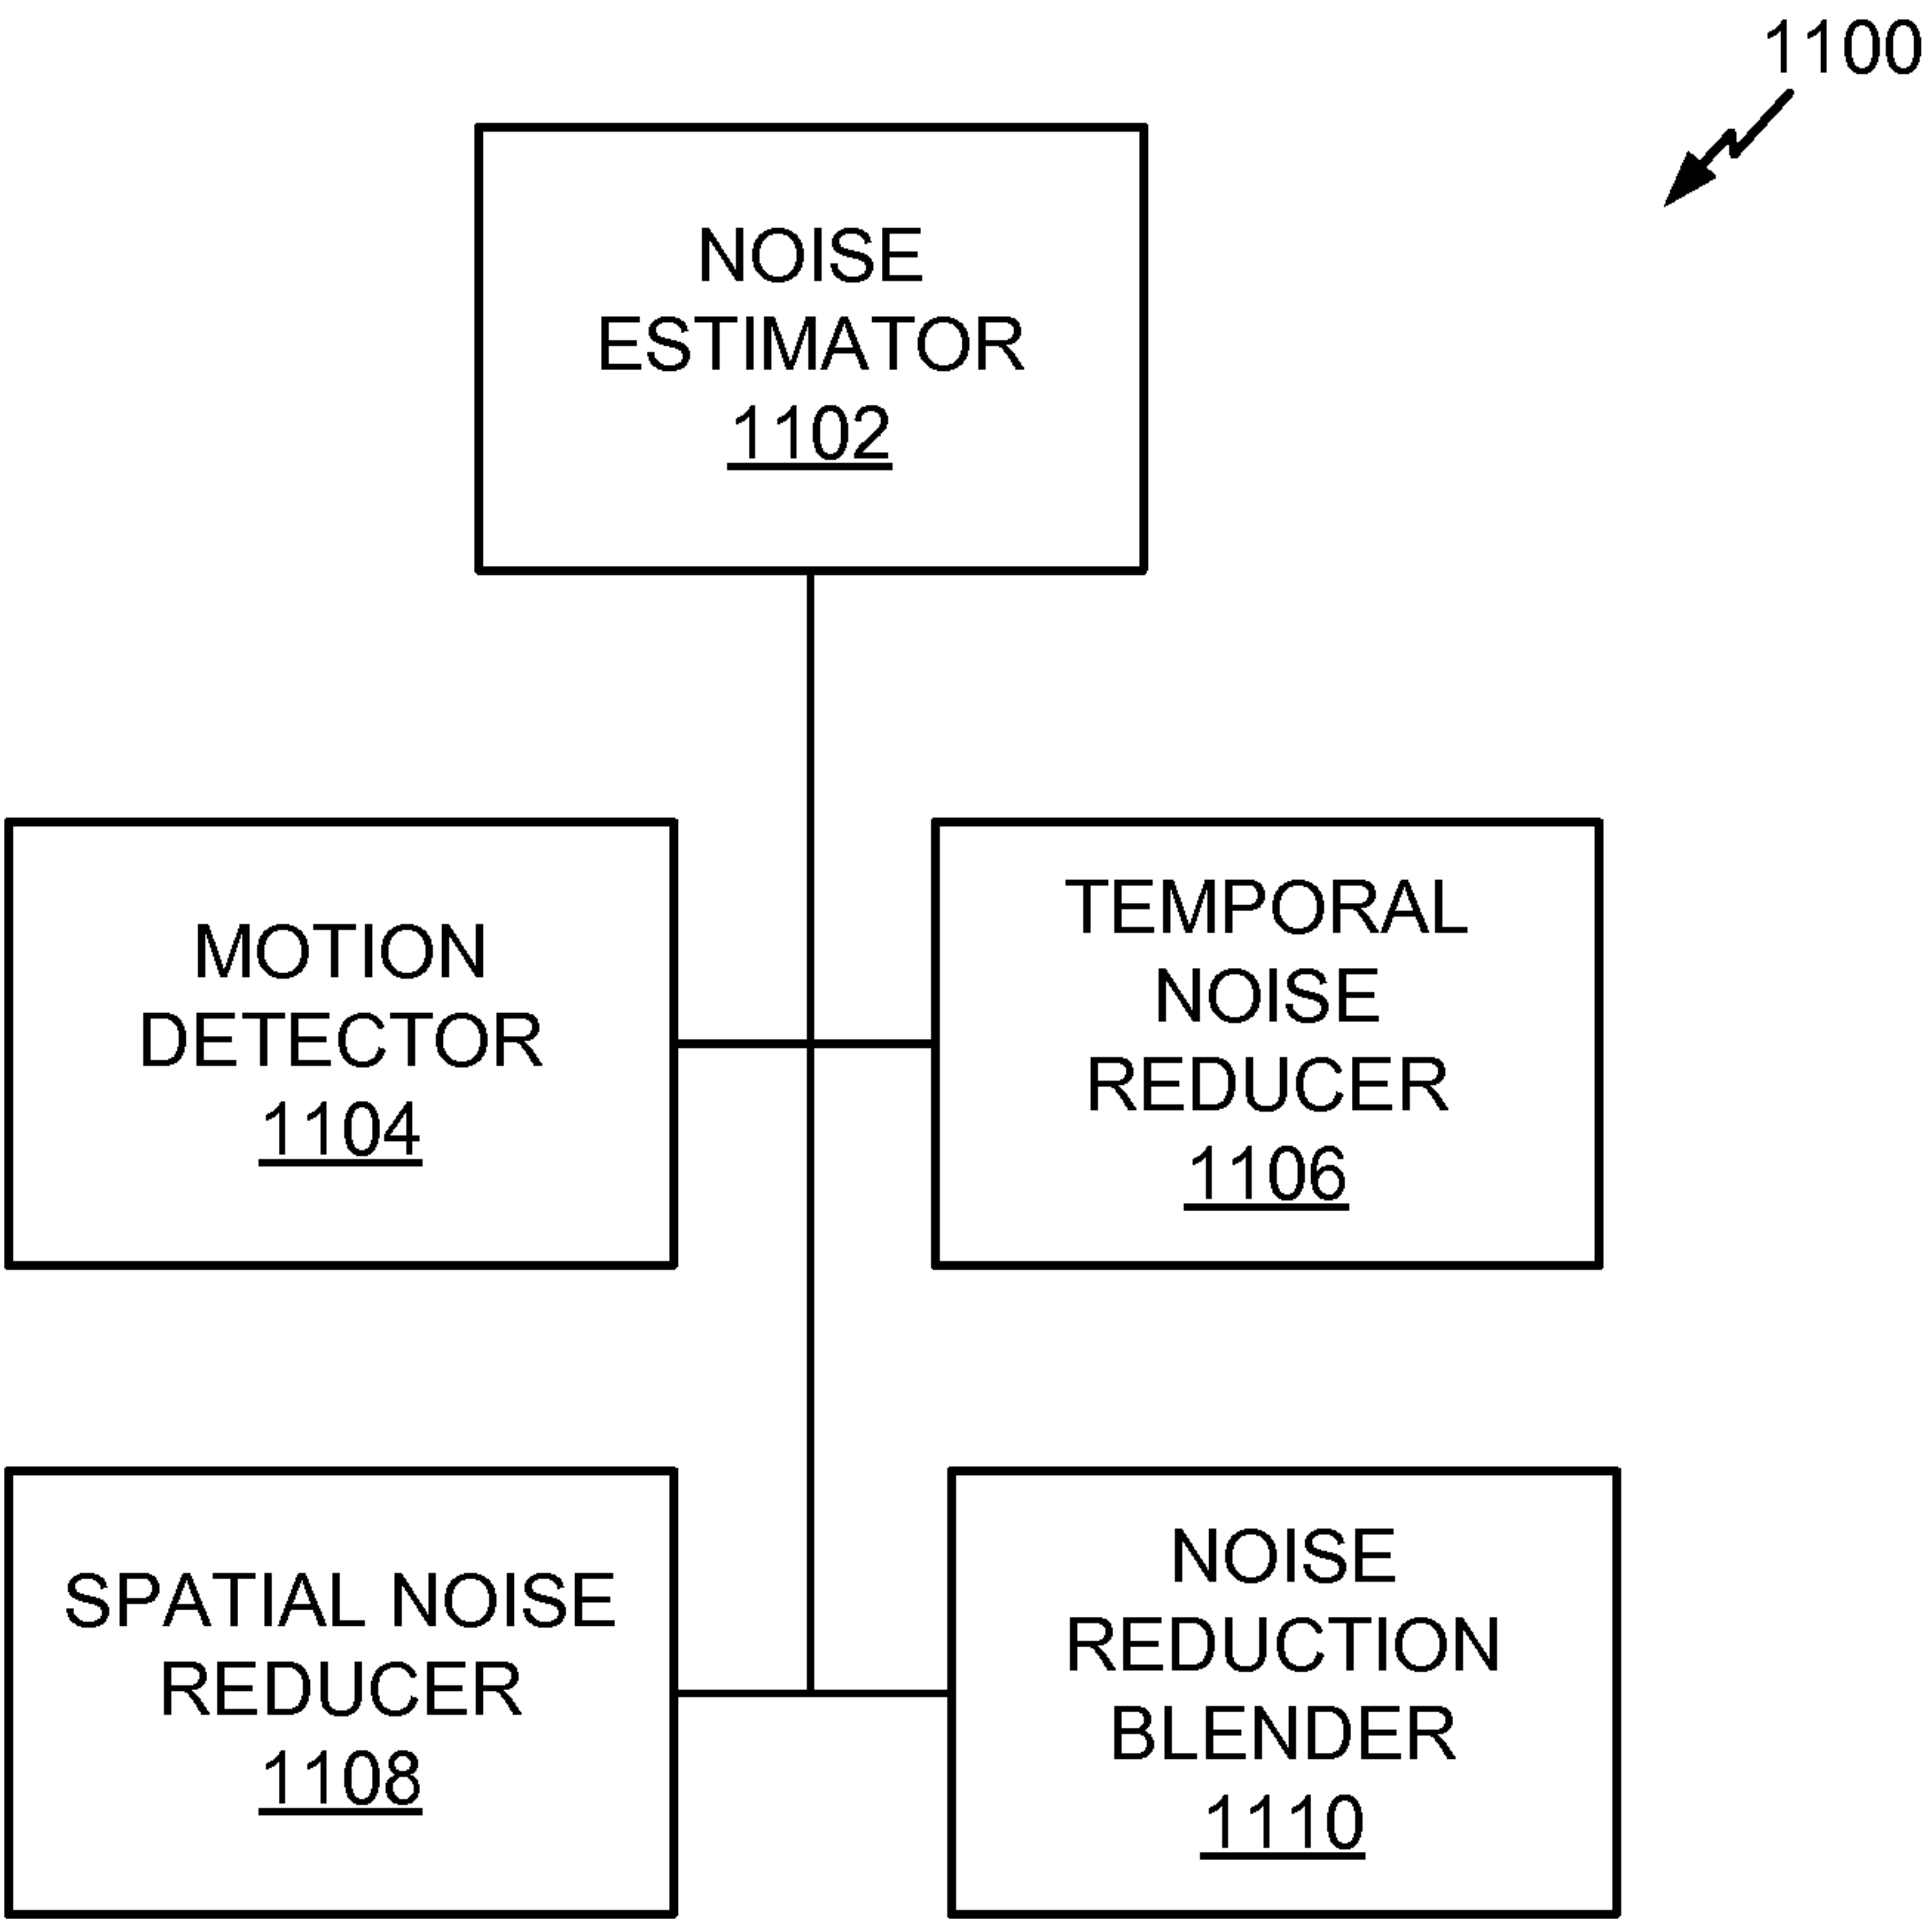 1100
NOISE
ESTIMATOR
1102
MOTION
DETECTOR
1104
TEMPORAL
NOISE
REDUCER
1106
SPATIAL NOISE
REDUCER
1108
NOISE
REDUCTION
BLENDER
1110